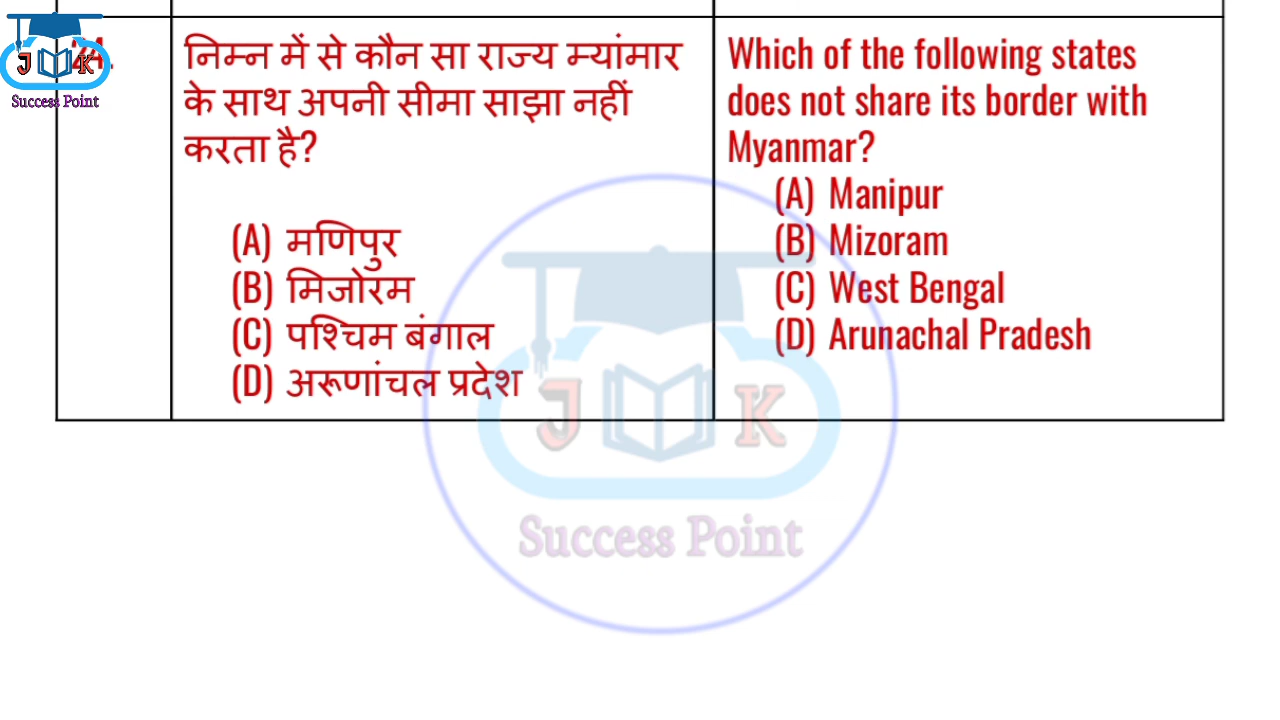 24.
J K
Success Point
निम्न में से कौन सा राज्य म्यांमार
के साथ अपनी सीमा साझा नहीं
करता है?
(A) मणिपुर
(B) मिजोरम
(C) पश्चिम बंगाल
(D) अरूणांचल प्रदेश
Which of the following states
does not share its border with
Myanmar?
(A) Manipur
(B) Mizoram
(C) West Bengal
(D) Arunachal Pradesh
J K
Success Point